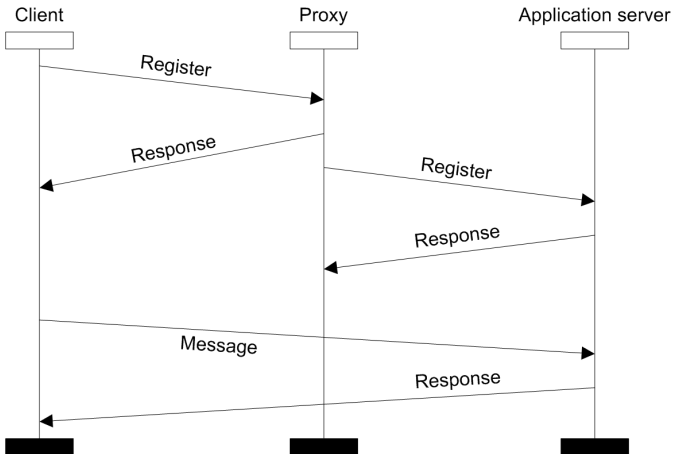 Client
Proxy
Application server
Register
Response
Register
Response
Message
Response